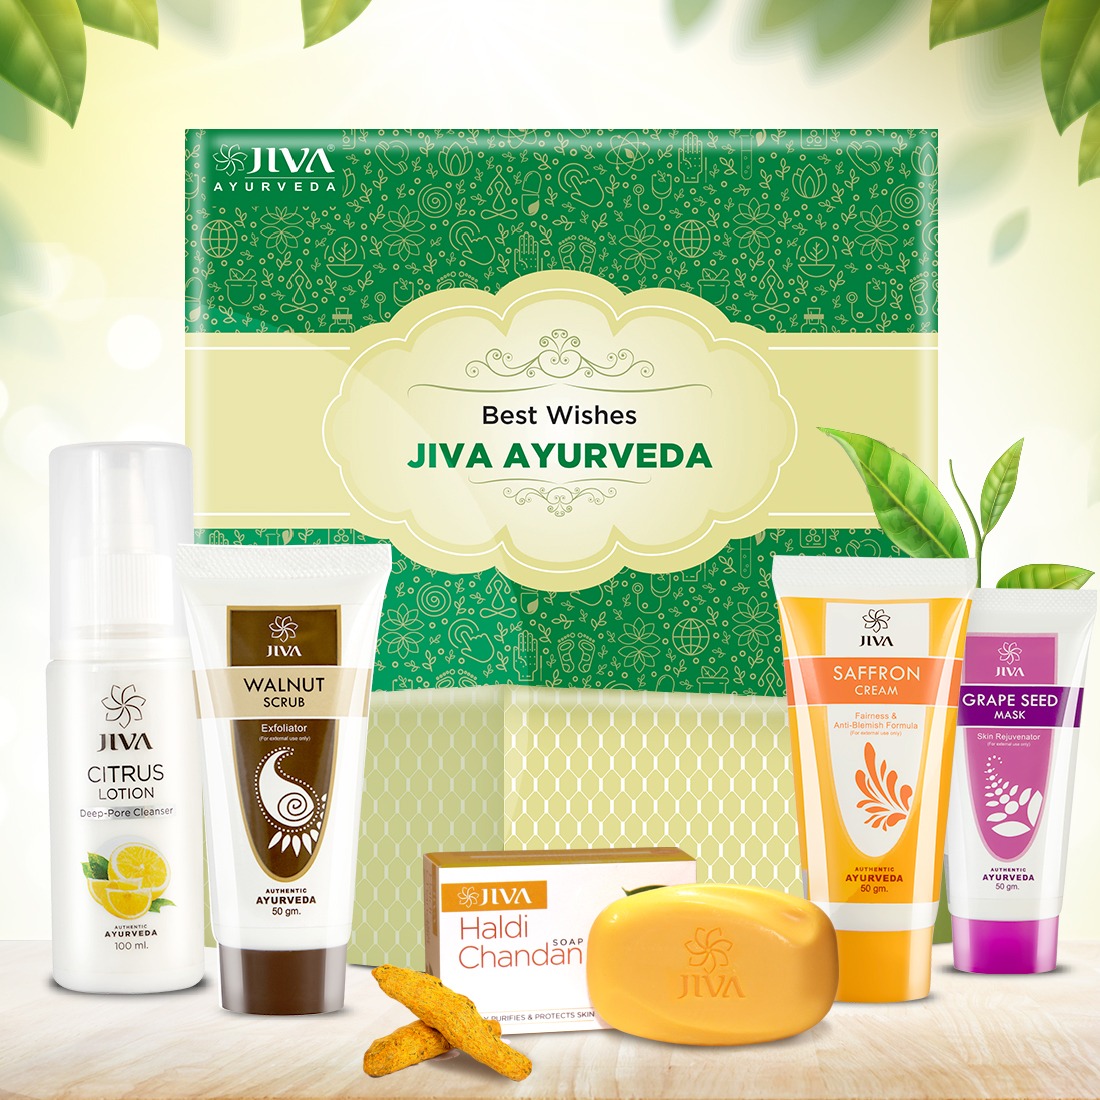 JIVA
AYURVEDA
Best Wishes
JIVA AYURVEDA
JIVA
CITRUS
LOTION
Deep-Pore Cleanser
AUTHENTIC
AYURVEDA
100 ml.
JIVA
WALNUT
SCRUB
Exfoliator
(For external use only)
AUTHENTIC
AYURVEDA
50 gm.
JIVA
Haldi
Chandan SOAP
PURIFIES & PROTECTS SKIN
JIVA
JIVA
SAFFRON
CREAM
Fairness &
Anti-Blemish Formula
(For external use only)
AUTHENTIC
AYURVEDA
50 gm.
JIVA
GRAPE SEED
MASK
Skin Rejuvenator
(For external use only)
AUTHENTIC
AYURVEDA
50 gm.